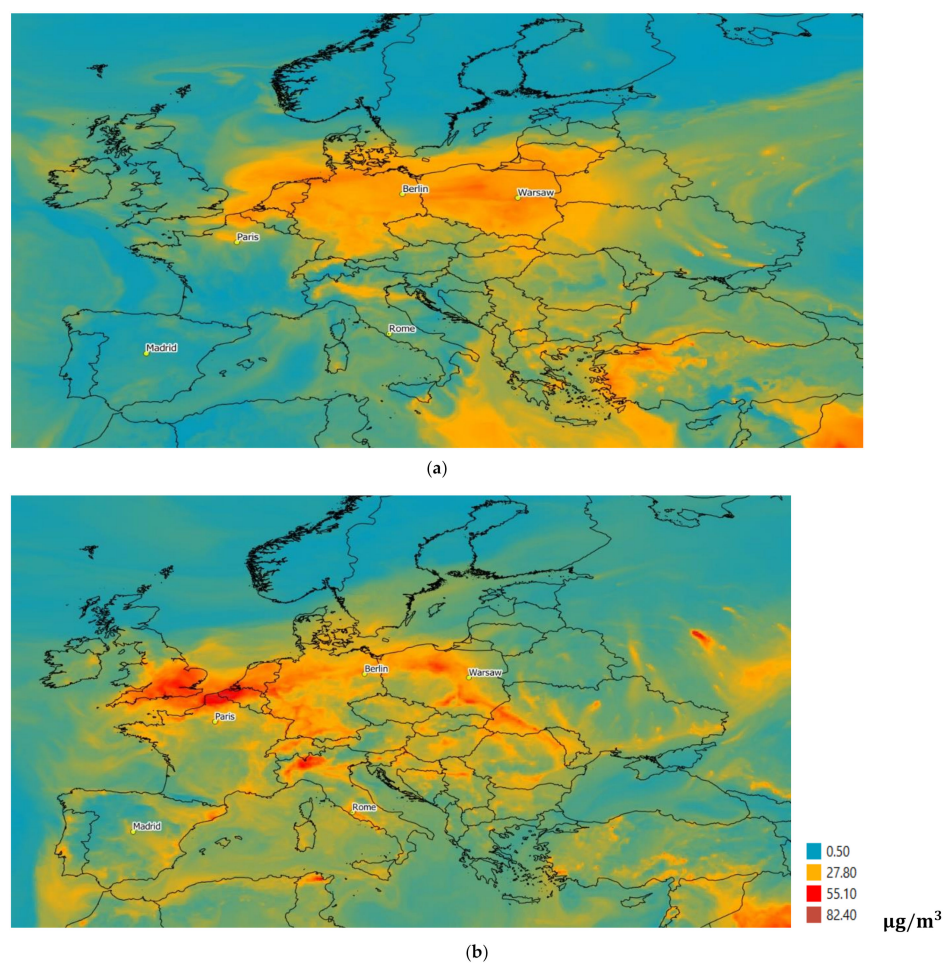 Berlin
Warsaw
Paris
Rome
Madrid
(a)
Berlin
Warsaw
Paris
Rome
Madrid
0.50
27.80
55.10
82.40
µg/m³
(b)